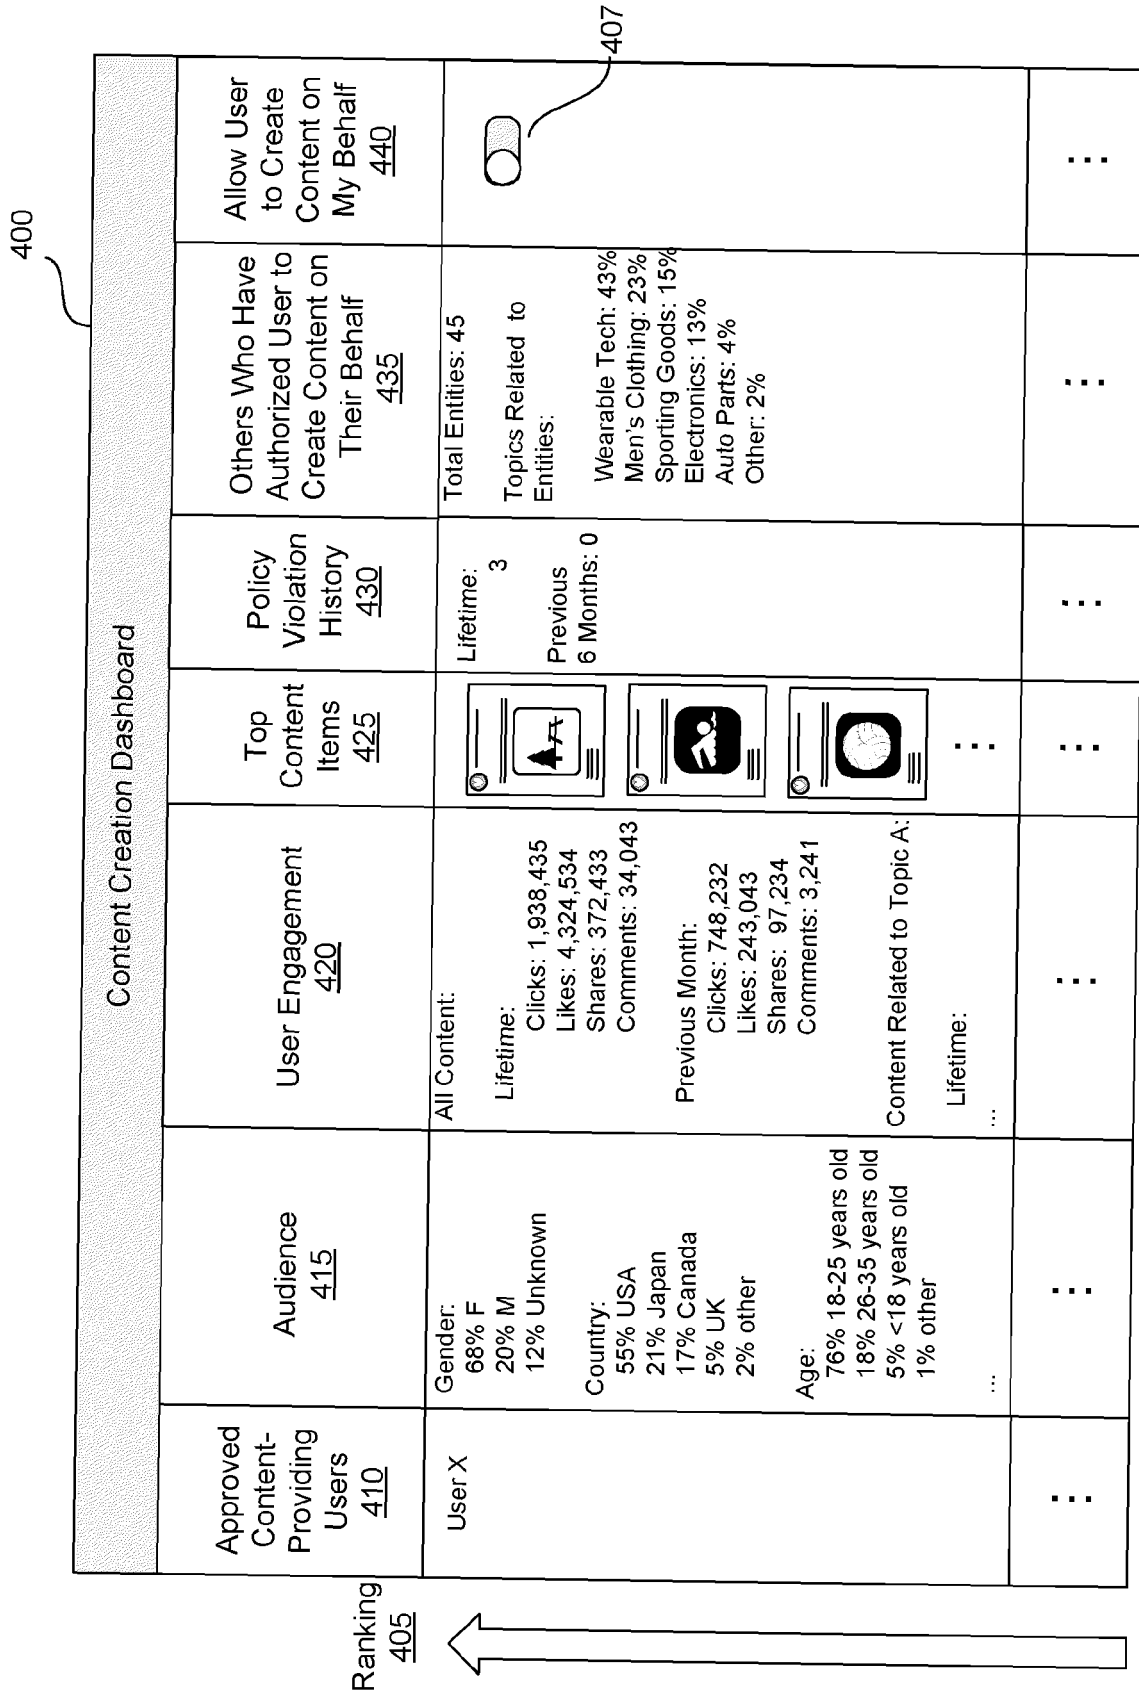 400
Content Creation Dashboard
Ranking
405
Approved
Content-
Providing
Users
410
Audience
415
User Engagement
420
Top
Content
Items
425
Policy
Violation
History
430
Others Who Have
Authorized User to
Create Content on
Their Behalf
435
Allow User
to Create
Content on
My Behalf
440
User X
Gender:
68% F
20% M
12% Unknown
Country:
55% USA
21% Japan
17% Canada
5% UK
2% other
Age:
76% 18-25 years old
18% 26-35 years old
5% <18 years old
1% other
...
All Content:
Lifetime:
Clicks: 1,938,435
Likes: 4,324,534
Shares: 372,433
Comments: 34,043
Previous Month:
Clicks: 748,232
Likes: 243,043
Shares: 97,234
Comments: 3,241
Content Related to Topic A:
Lifetime:
...
...
Lifetime:
3
Previous
6 Months: 0
Total Entities: 45
Topics Related to
Entities:
Wearable Tech: 43%
Men's Clothing: 23%
Sporting Goods: 15%
Electronics: 13%
Auto Parts: 4%
Other: 2%
407
... ... ... ... ... ... ...